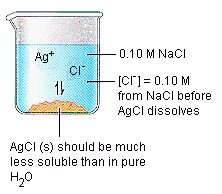 Ag⁺
Cl⁻
0.10 M NaCl
[Cl⁻] = 0.10 M
from NaCl before
AgCl dissolves
AgCl (s) should be much
less soluble than in pure
H₂O